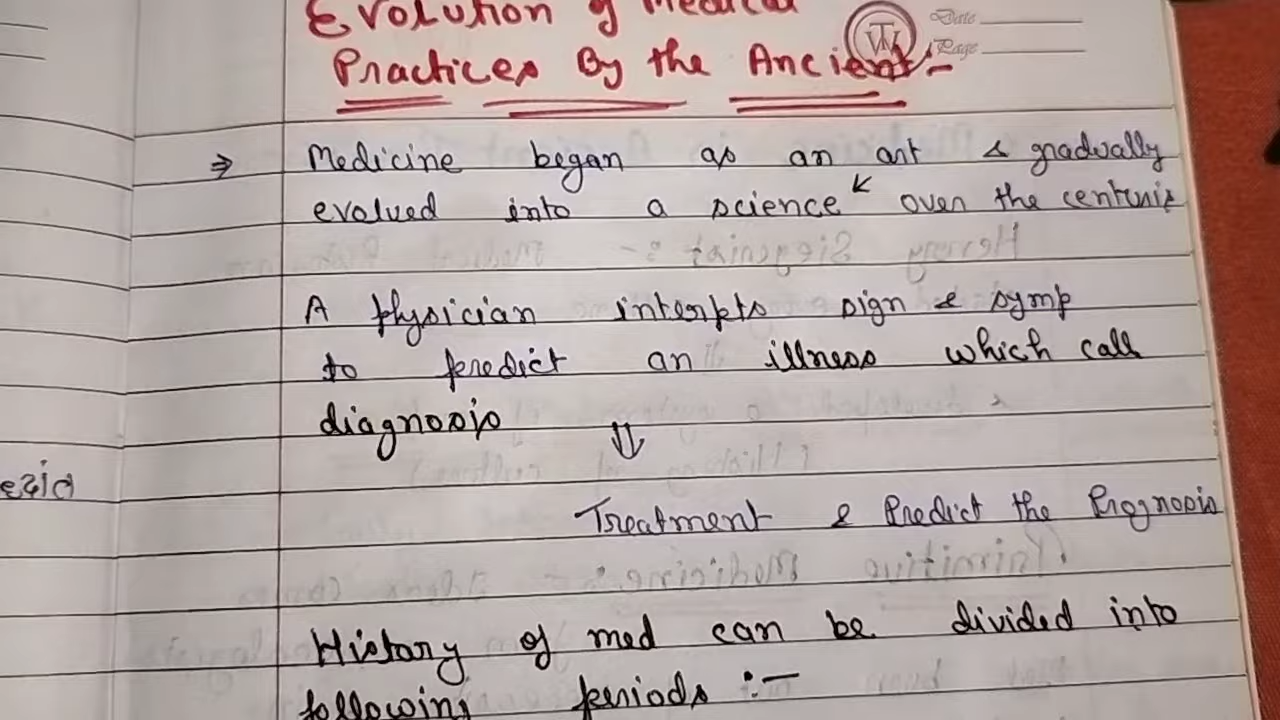 Evolution of Medical
Date
Practices By the Ancient:-
Page
⇒ Medicine began as an art & gradually
evolved into a science over the centuris
A Physician interpts sign & symp
to predict an illness which call
diagnosis
⇓
Treatment & Predict the Prognosis
History of med can be divided into
following periods :-